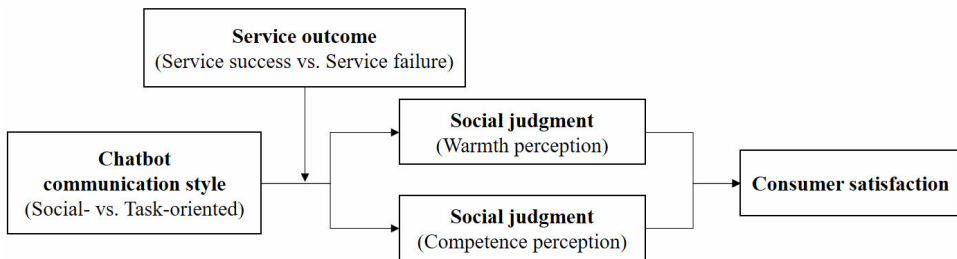 Service outcome
(Service success vs. Service failure)
Social judgment
(Warmth perception)
Chatbot
communication style
(Social- vs. Task-oriented)
Consumer satisfaction
Social judgment
(Competence perception)